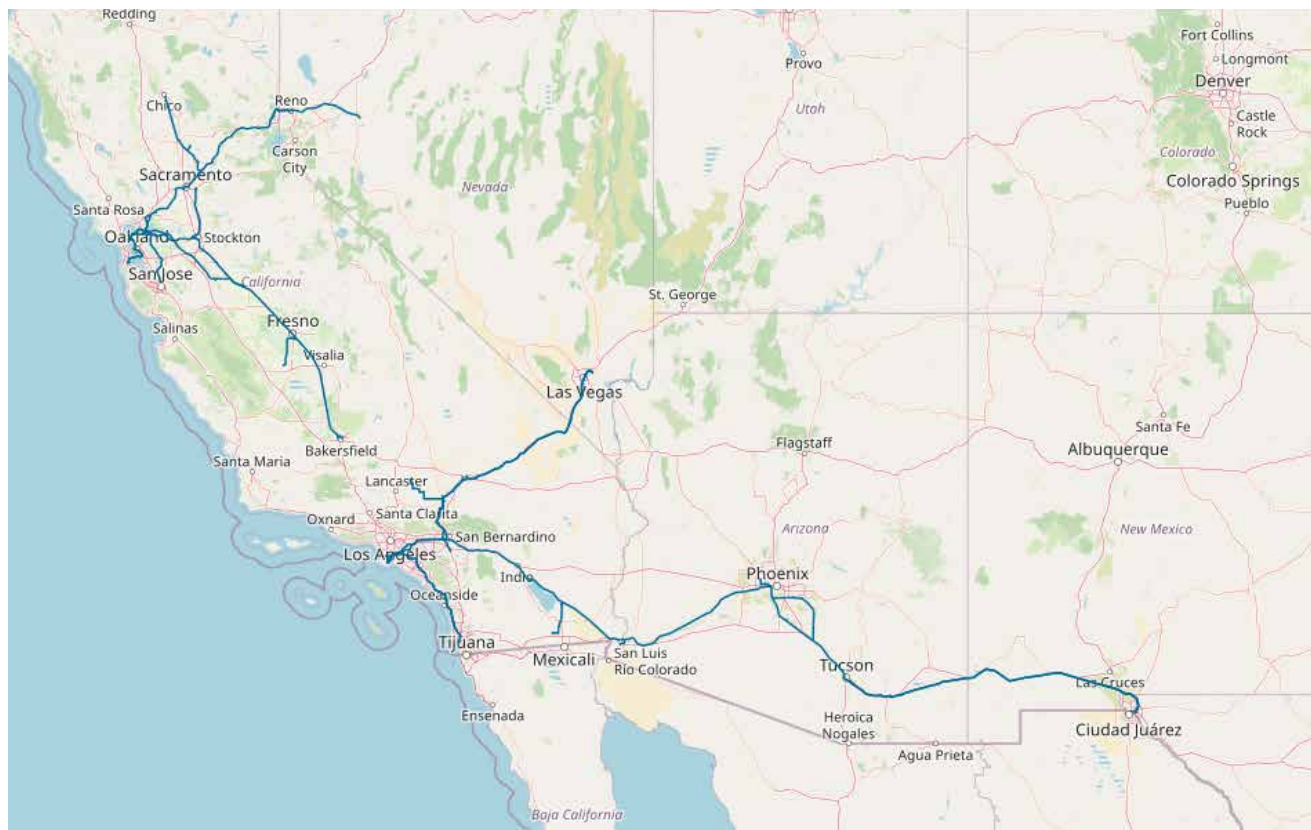 Redding
Fort Collins
Longmont
Provo
Denver
Chico
Reno
Utah
Castle
Rock
Carson
City
Colorado
Sacramento
Nevada
Colorado Springs
Pueblo
Santa Rosa
Oakland
Stockton
San Jose
California
St. George
Fresno
Salinas
Visalia
Las Vegas
Santa Fe
Flagstaff
Bakersfield
Albuquerque
Santa Maria
Lancaster
Santa Clarita
Oxnard
Arizona
New Mexico
San Bernardino
Los Angeles
Indio
Phoenix
Oceanside
Tijuana
Mexicali
San Luis
Río Colorado
Tucson
Las Cruces
Ensenada
Heroica
Nogales
Ciudad Juárez
Agua Prieta
Baja California